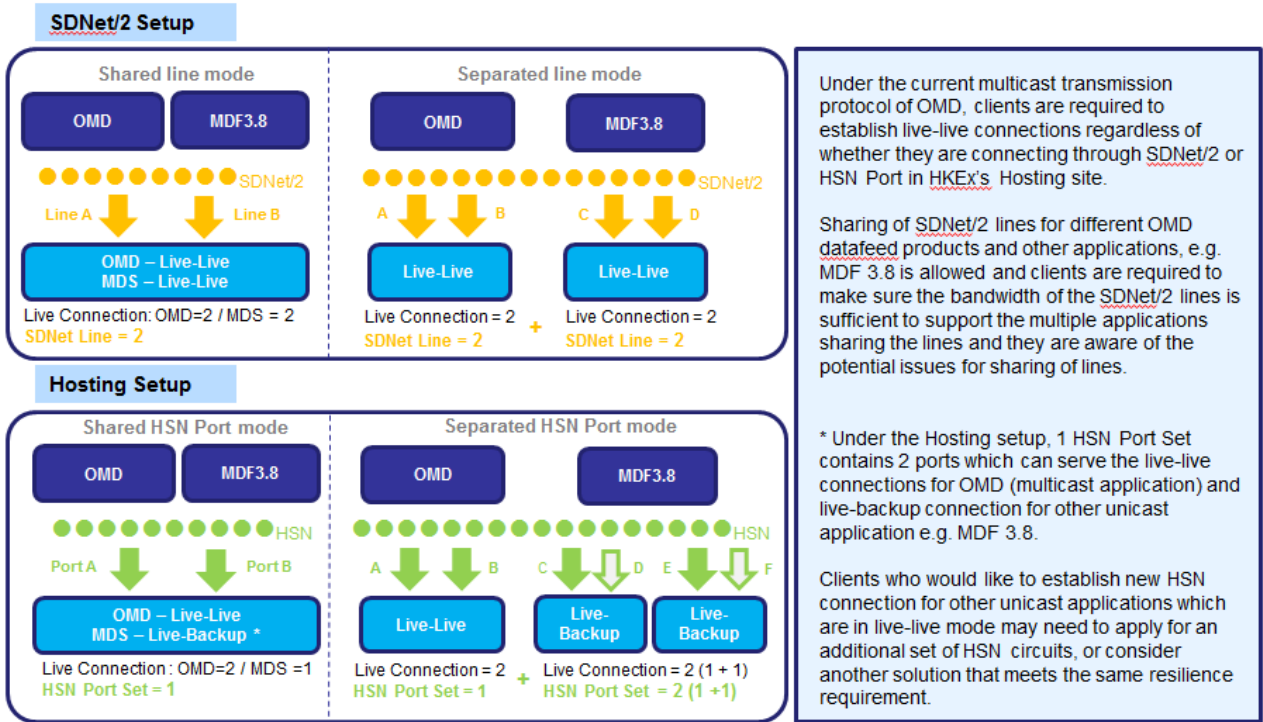 SDNet/2 Setup
Shared line mode
OMD
MDF3.8
SDNet/2
Line A
Line B
OMD – Live-Live
MDS – Live-Live
Live Connection: OMD=2 / MDS = 2
SDNet Line = 2
Separated line mode
OMD
MDF3.8
SDNet/2
A
B
C
D
Live-Live
Live-Live
Live Connection = 2
SDNet Line = 2
+
Live Connection = 2
SDNet Line = 2
Hosting Setup
Shared HSN Port mode
OMD
MDF3.8
HSN
Port A
Port B
OMD – Live-Live
MDS – Live-Backup *
Live Connection : OMD=2 / MDS =1
HSN Port Set = 1
Separated HSN Port mode
OMD
MDF3.8
HSN
A
B
C
D
E
F
Live-Live
Live-
Backup
Live-
Backup
Live Connection = 2
HSN Port Set = 1
+
Live Connection = 2 (1 + 1)
HSN Port Set = 2 (1 +1)
Under the current multicast transmission
protocol of OMD, clients are required to
establish live-live connections regardless of
whether they are connecting through SDNet/2 or
HSN Port in HKEx's Hosting site.
Sharing of SDNet/2 lines for different OMD
datafeed products and other applications, e.g.
MDF 3.8 is allowed and clients are required to
make sure the bandwidth of the SDNet/2 lines is
sufficient to support the multiple applications
sharing the lines and they are aware of the
potential issues for sharing of lines.
* Under the Hosting setup, 1 HSN Port Set
contains 2 ports which can serve the live-live
connections for OMD (multicast application) and
live-backup connection for other unicast
application e.g. MDF 3.8.
Clients who would like to establish new HSN
connection for other unicast applications which
are in live-live mode may need to apply for an
additional set of HSN circuits, or consider
another solution that meets the same resilience
requirement.